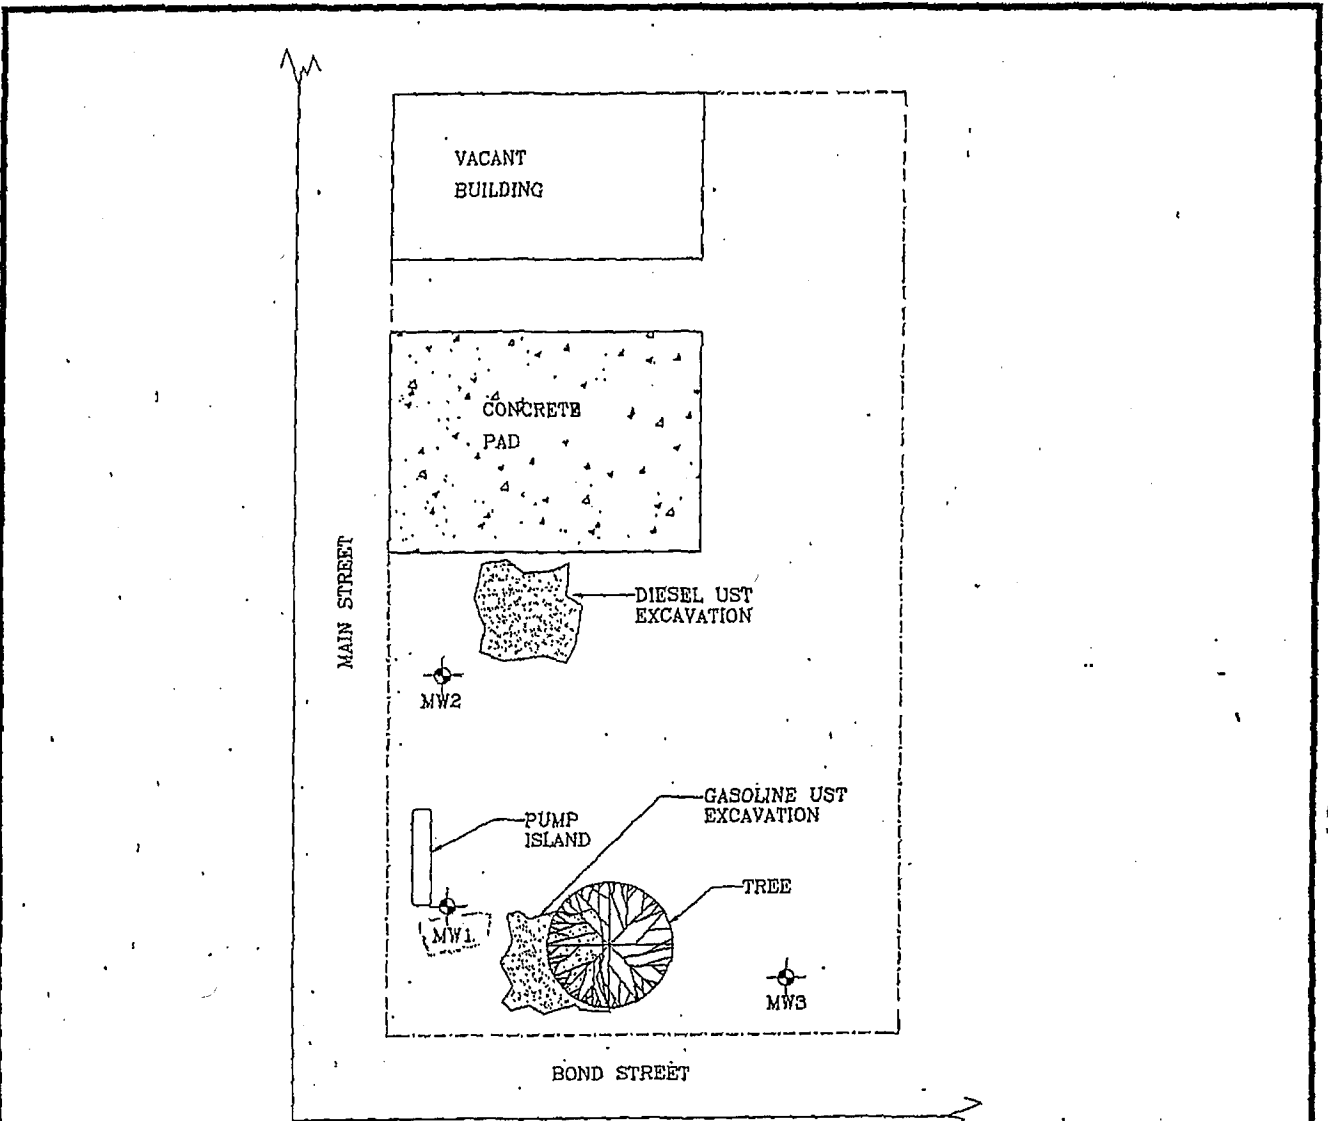 VACANT
BUILDING
CONCRETE
PAD
MAIN STREET
DIESEL UST
EXCAVATION
MW2
GASOLINE UST
EXCAVATION
PUMP
ISLAND
TREE
MW1
MW3
BOND STREET